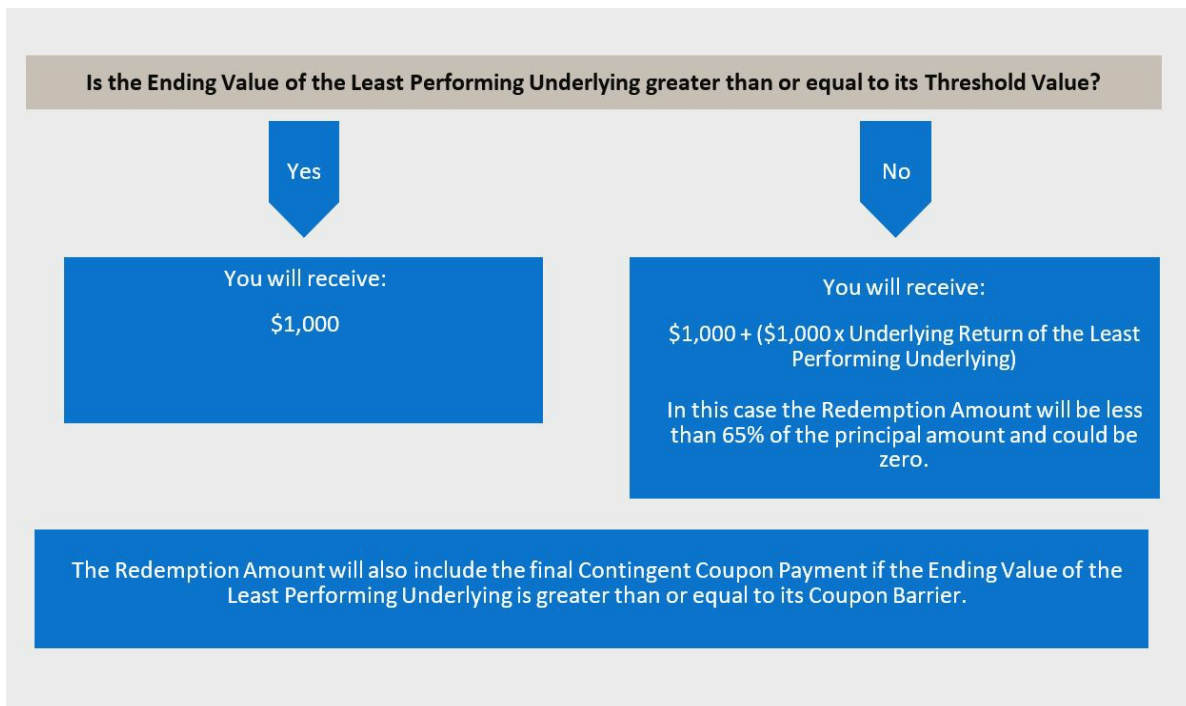 Is the Ending Value of the Least Performing Underlying greater than or equal to its Threshold Value?
Yes
No
You will receive:
$1,000
You will receive:
$1,000 + ($1,000 x Underlying Return of the Least
Performing Underlying)
In this case the Redemption Amount will be less
than 65% of the principal amount and could be
zero.
The Redemption Amount will also include the final Contingent Coupon Payment if the Ending Value of the
Least Performing Underlying is greater than or equal to its Coupon Barrier.